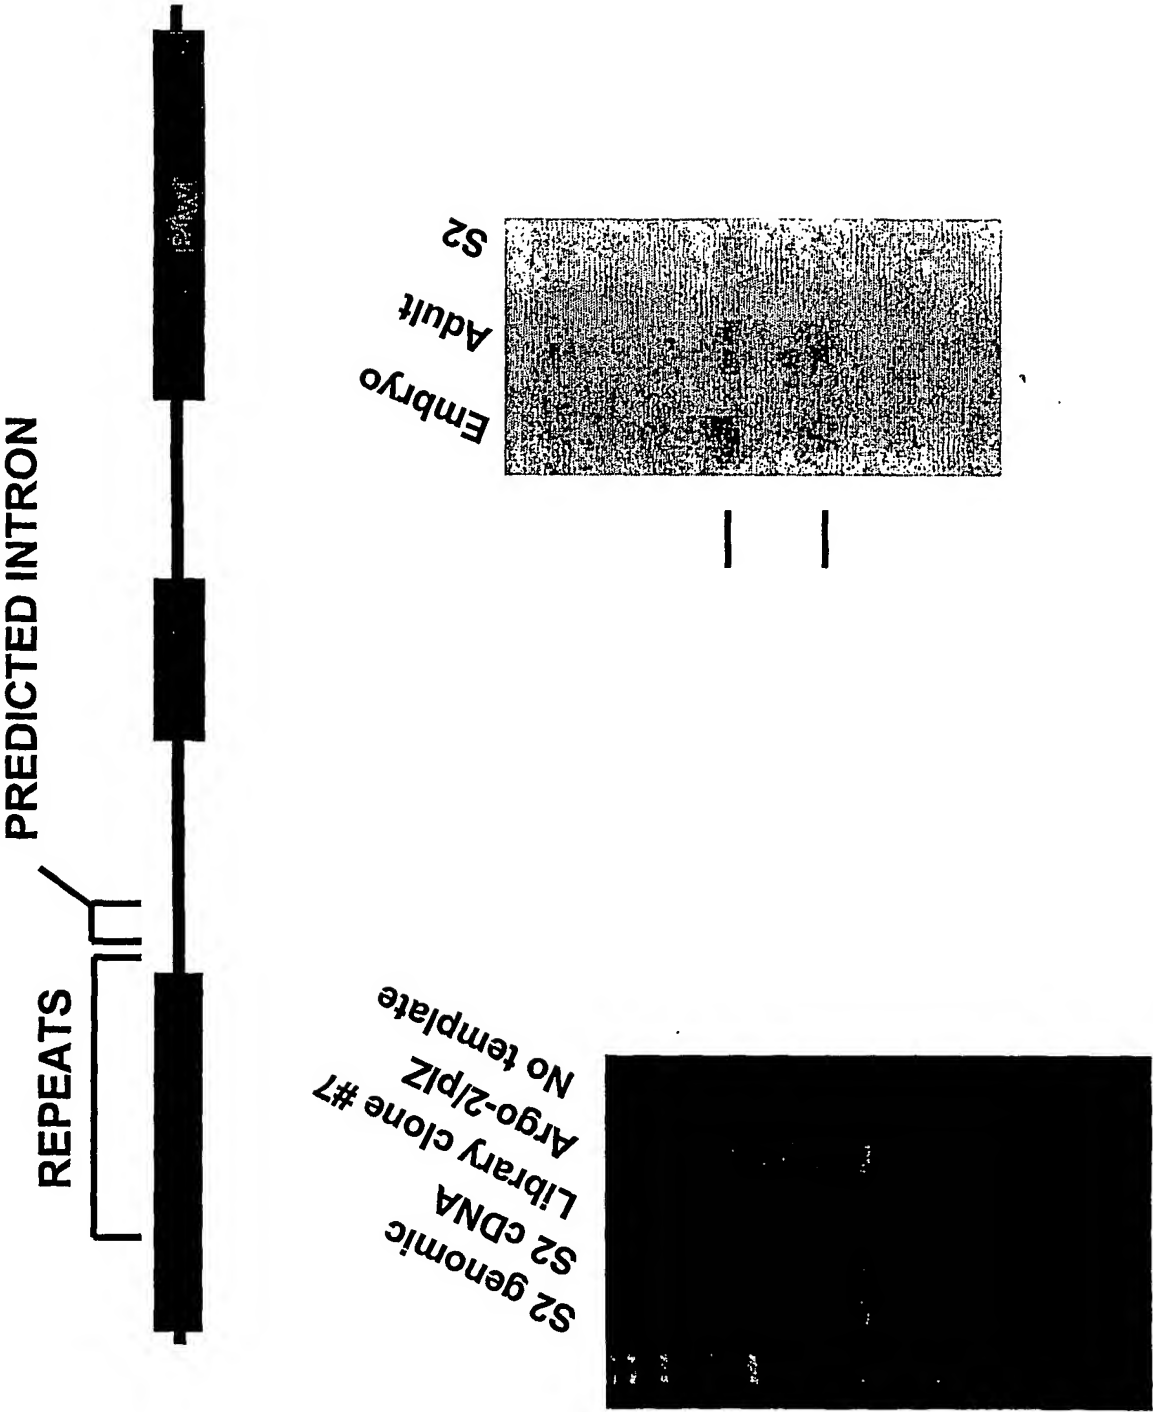 REPEATS
PREDICTED INTRON
S2 genomic
S2 cDNA
Library clone #7
Argo-2/pIZ
No template
Embryo
Adult
S2